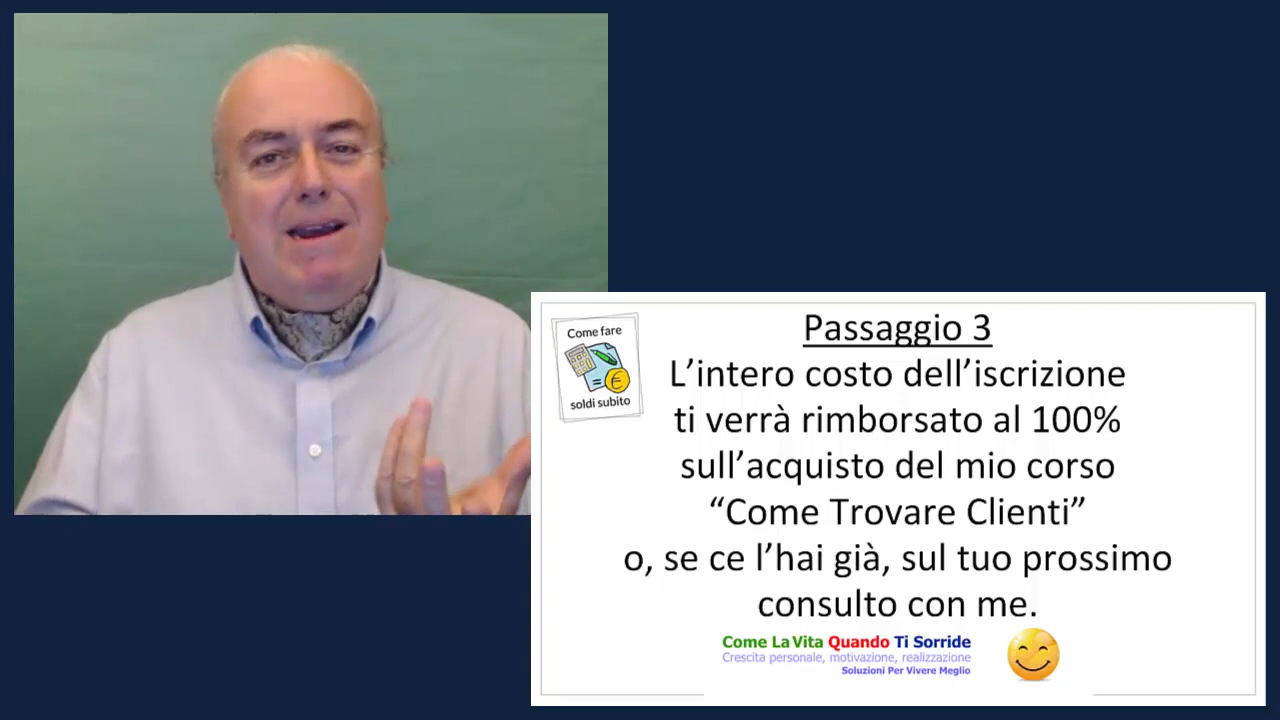 Come fare
soldi subito
Passaggio 3
L’intero costo dell’iscrizione
ti verrà rimborsato al 100%
sull’acquisto del mio corso
“Come Trovare Clienti”
o, se ce l’hai già, sul tuo prossimo
consulto con me.
Come La Vita Quando Ti Sorride
Crescita personale, motivazione, realizzazione
Soluzioni Per Vivere Meglio